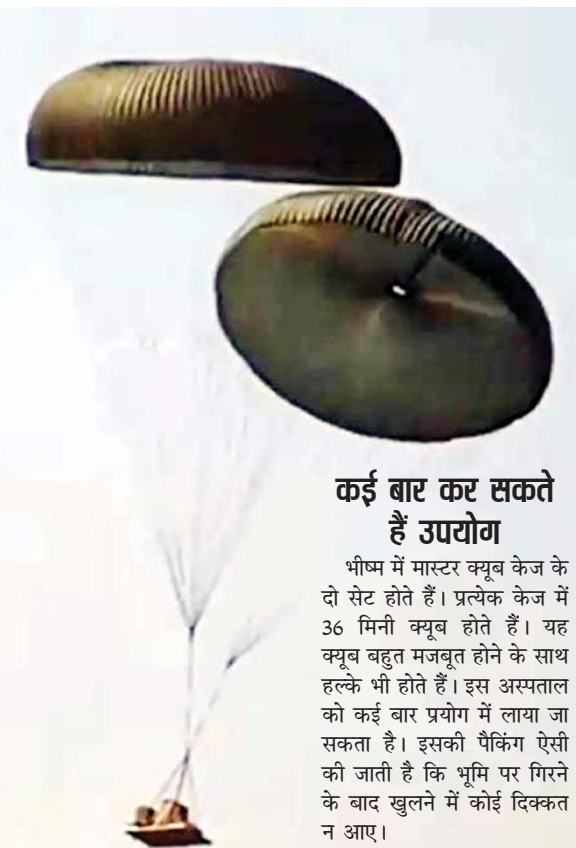 कई बार कर सकते
हैं उपयोग
भीष्म में मास्टर क्यूब केज के
दो सेट होते हैं। प्रत्येक केज में
36 मिनी क्यूब होते हैं। यह
क्यूब बहुत मजबूत होने के साथ
हल्के भी होते हैं। इस अस्पताल
को कई बार प्रयोग में लाया जा
सकता है। इसकी पैकिंग ऐसी
की जाती है कि भूमि पर गिरने
के बाद खुलने में कोई दिक्कत
न आए।